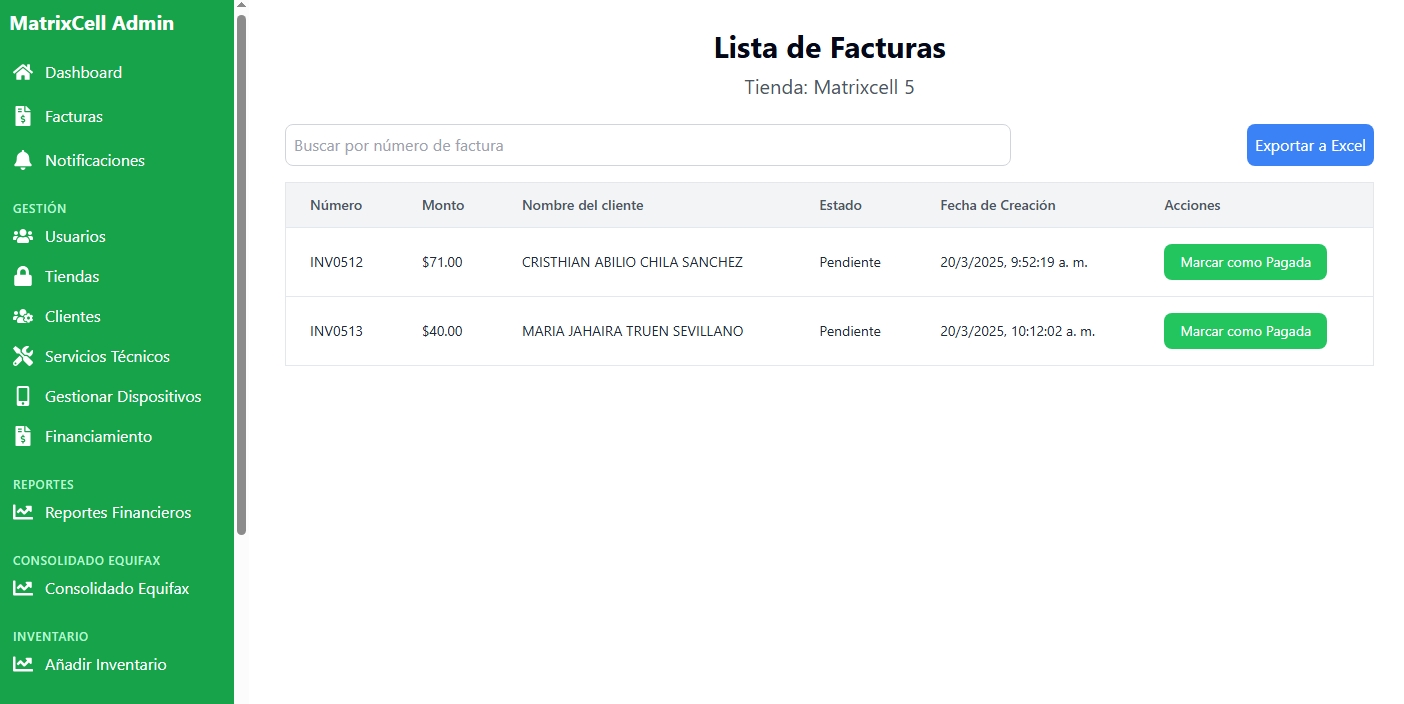 MatrixCell Admin
Dashboard
Facturas
Notificaciones
GESTIÓN
Usuarios
Tiendas
Clientes
Servicios Técnicos
Gestionar Dispositivos
Financiamiento
REPORTES
Reportes Financieros
CONSOLIDADO EQUIFAX
Consolidado Equifax
INVENTARIO
Añadir Inventario
Lista de Facturas
Tienda: Matrixcell 5
Buscar por número de factura
Exportar a Excel
Número Monto Nombre del cliente Estado Fecha de Creación Acciones
INV0512 $71.00 CRISTHIAN ABILIO CHILA SANCHEZ Pendiente 20/3/2025, 9:52:19 a. m. Marcar como Pagada
INV0513 $40.00 MARIA JAHAIRA TRUEN SEVILLANO Pendiente 20/3/2025, 10:12:02 a. m. Marcar como Pagada